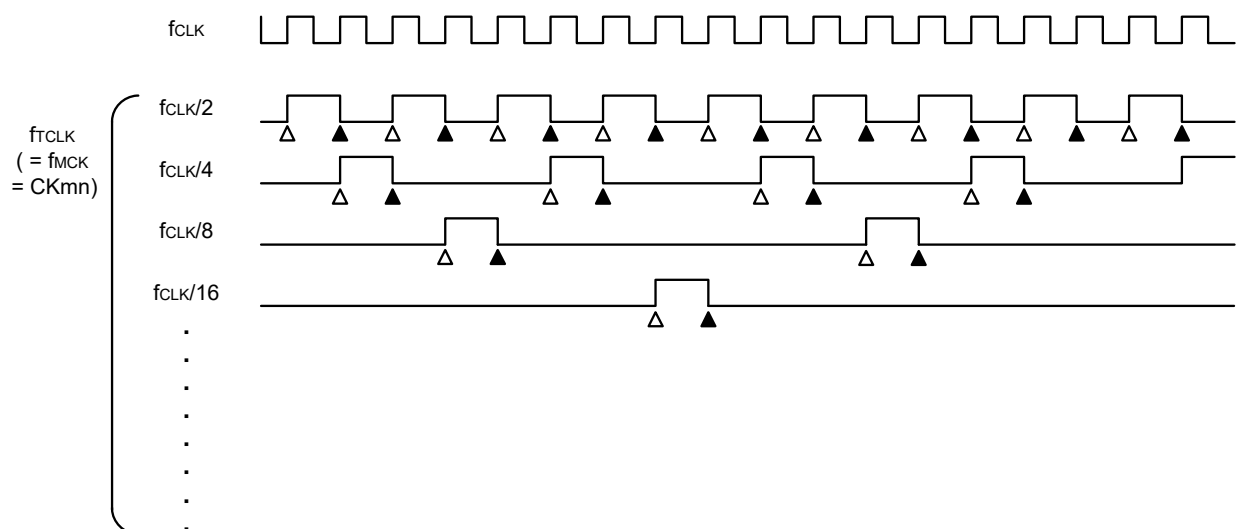 fCLK
fCLK/2
fTCLK
( = fMCK
= CKmn)
fCLK/4
fCLK/8
fCLK/16